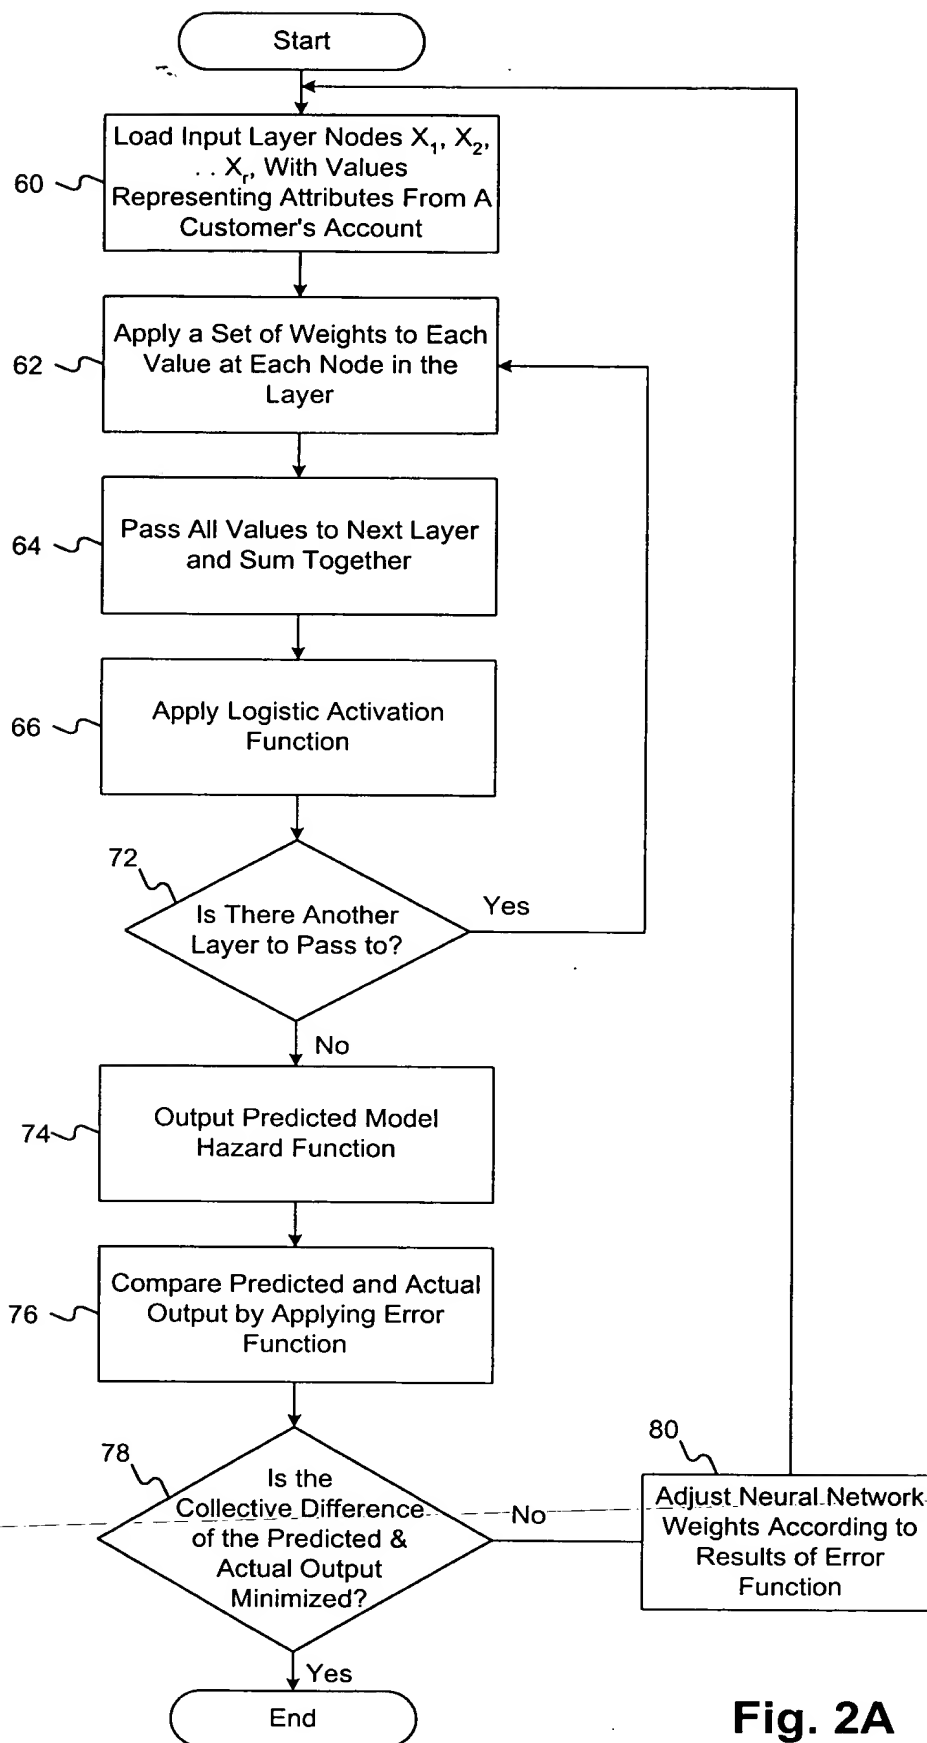 Start
Load Input Layer Nodes X₁, X₂,
. . Xᵣ, With Values
Representing Attributes From A
Customer's Account
60
Apply a Set of Weights to Each
Value at Each Node in the
Layer
62
Pass All Values to Next Layer
and Sum Together
64
Apply Logistic Activation
Function
66
72
Is There Another
Layer to Pass to?
Yes
No
Output Predicted Model
Hazard Function
74
Compare Predicted and Actual
Output by Applying Error
Function
76
78
Is the
Collective Difference
of the Predicted &
Actual Output
Minimized?
No
80
Adjust Neural Network
Weights According to
Results of Error
Function
Yes
End
Fig. 2A